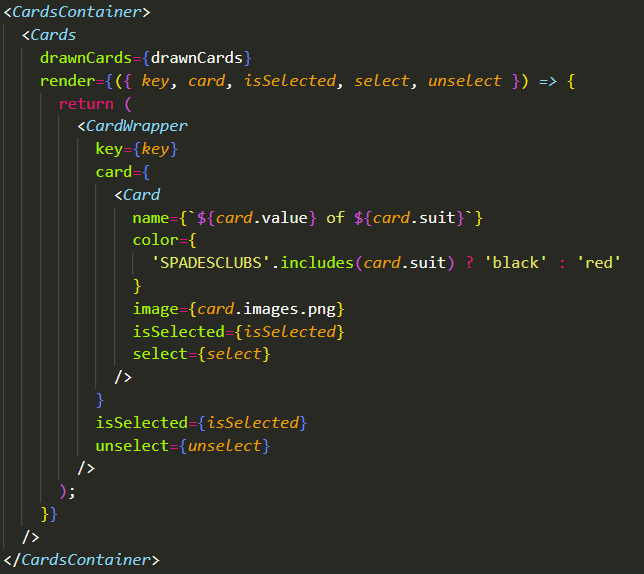 <CardsContainer>
<Cards
drawnCards={drawnCards}
render={({ key, card, isSelected, select, unselect }) => {
return (
<CardWrapper
key={key}
card={
<Card
name={`${card.value} of ${card.suit}`}
color={
'SPADESCLUBS'.includes(card.suit) ? 'black' : 'red'
}
image={card.images.png}
isSelected={isSelected}
select={select}
/>
}
isSelected={isSelected}
unselect={unselect}
/>
);
}}
/>
</CardsContainer>